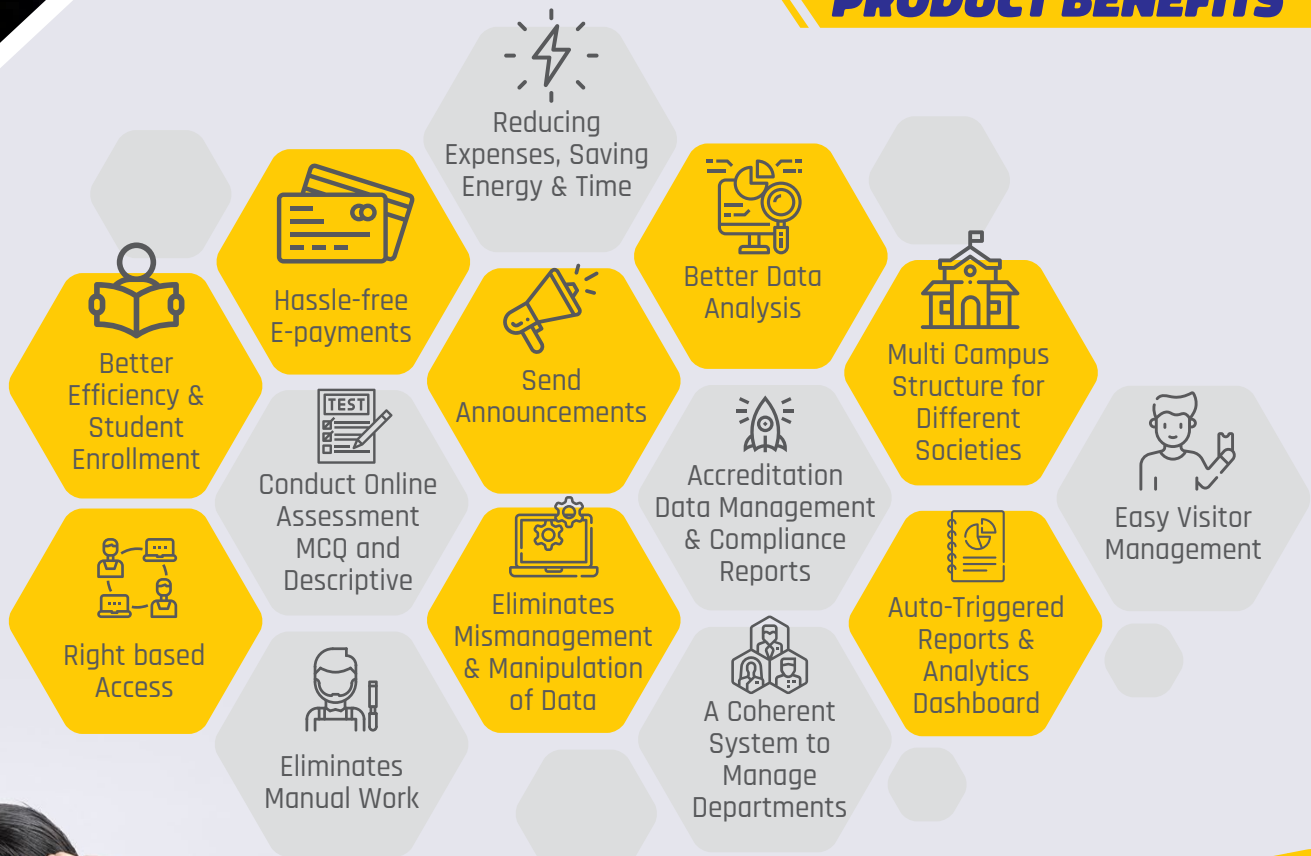 PRODUCT BENEFITS
Reducing
Expenses, Saving
Energy & Time
Hassle-free
E-payments
Better Data
Analysis
Better
Efficiency &
Student
Enrollment
Send
Announcements
Multi Campus
Structure for
Different
Societies
TEST
Conduct Online
Assessment
MCQ and
Descriptive
Accreditation
Data Management
& Compliance
Reports
Easy Visitor
Management
Right based
Access
Eliminates
Mismanagement
& Manipulation
of Data
Auto-Triggered
Reports &
Analytics
Dashboard
Eliminates
Manual Work
A Coherent
System to
Manage
Departments